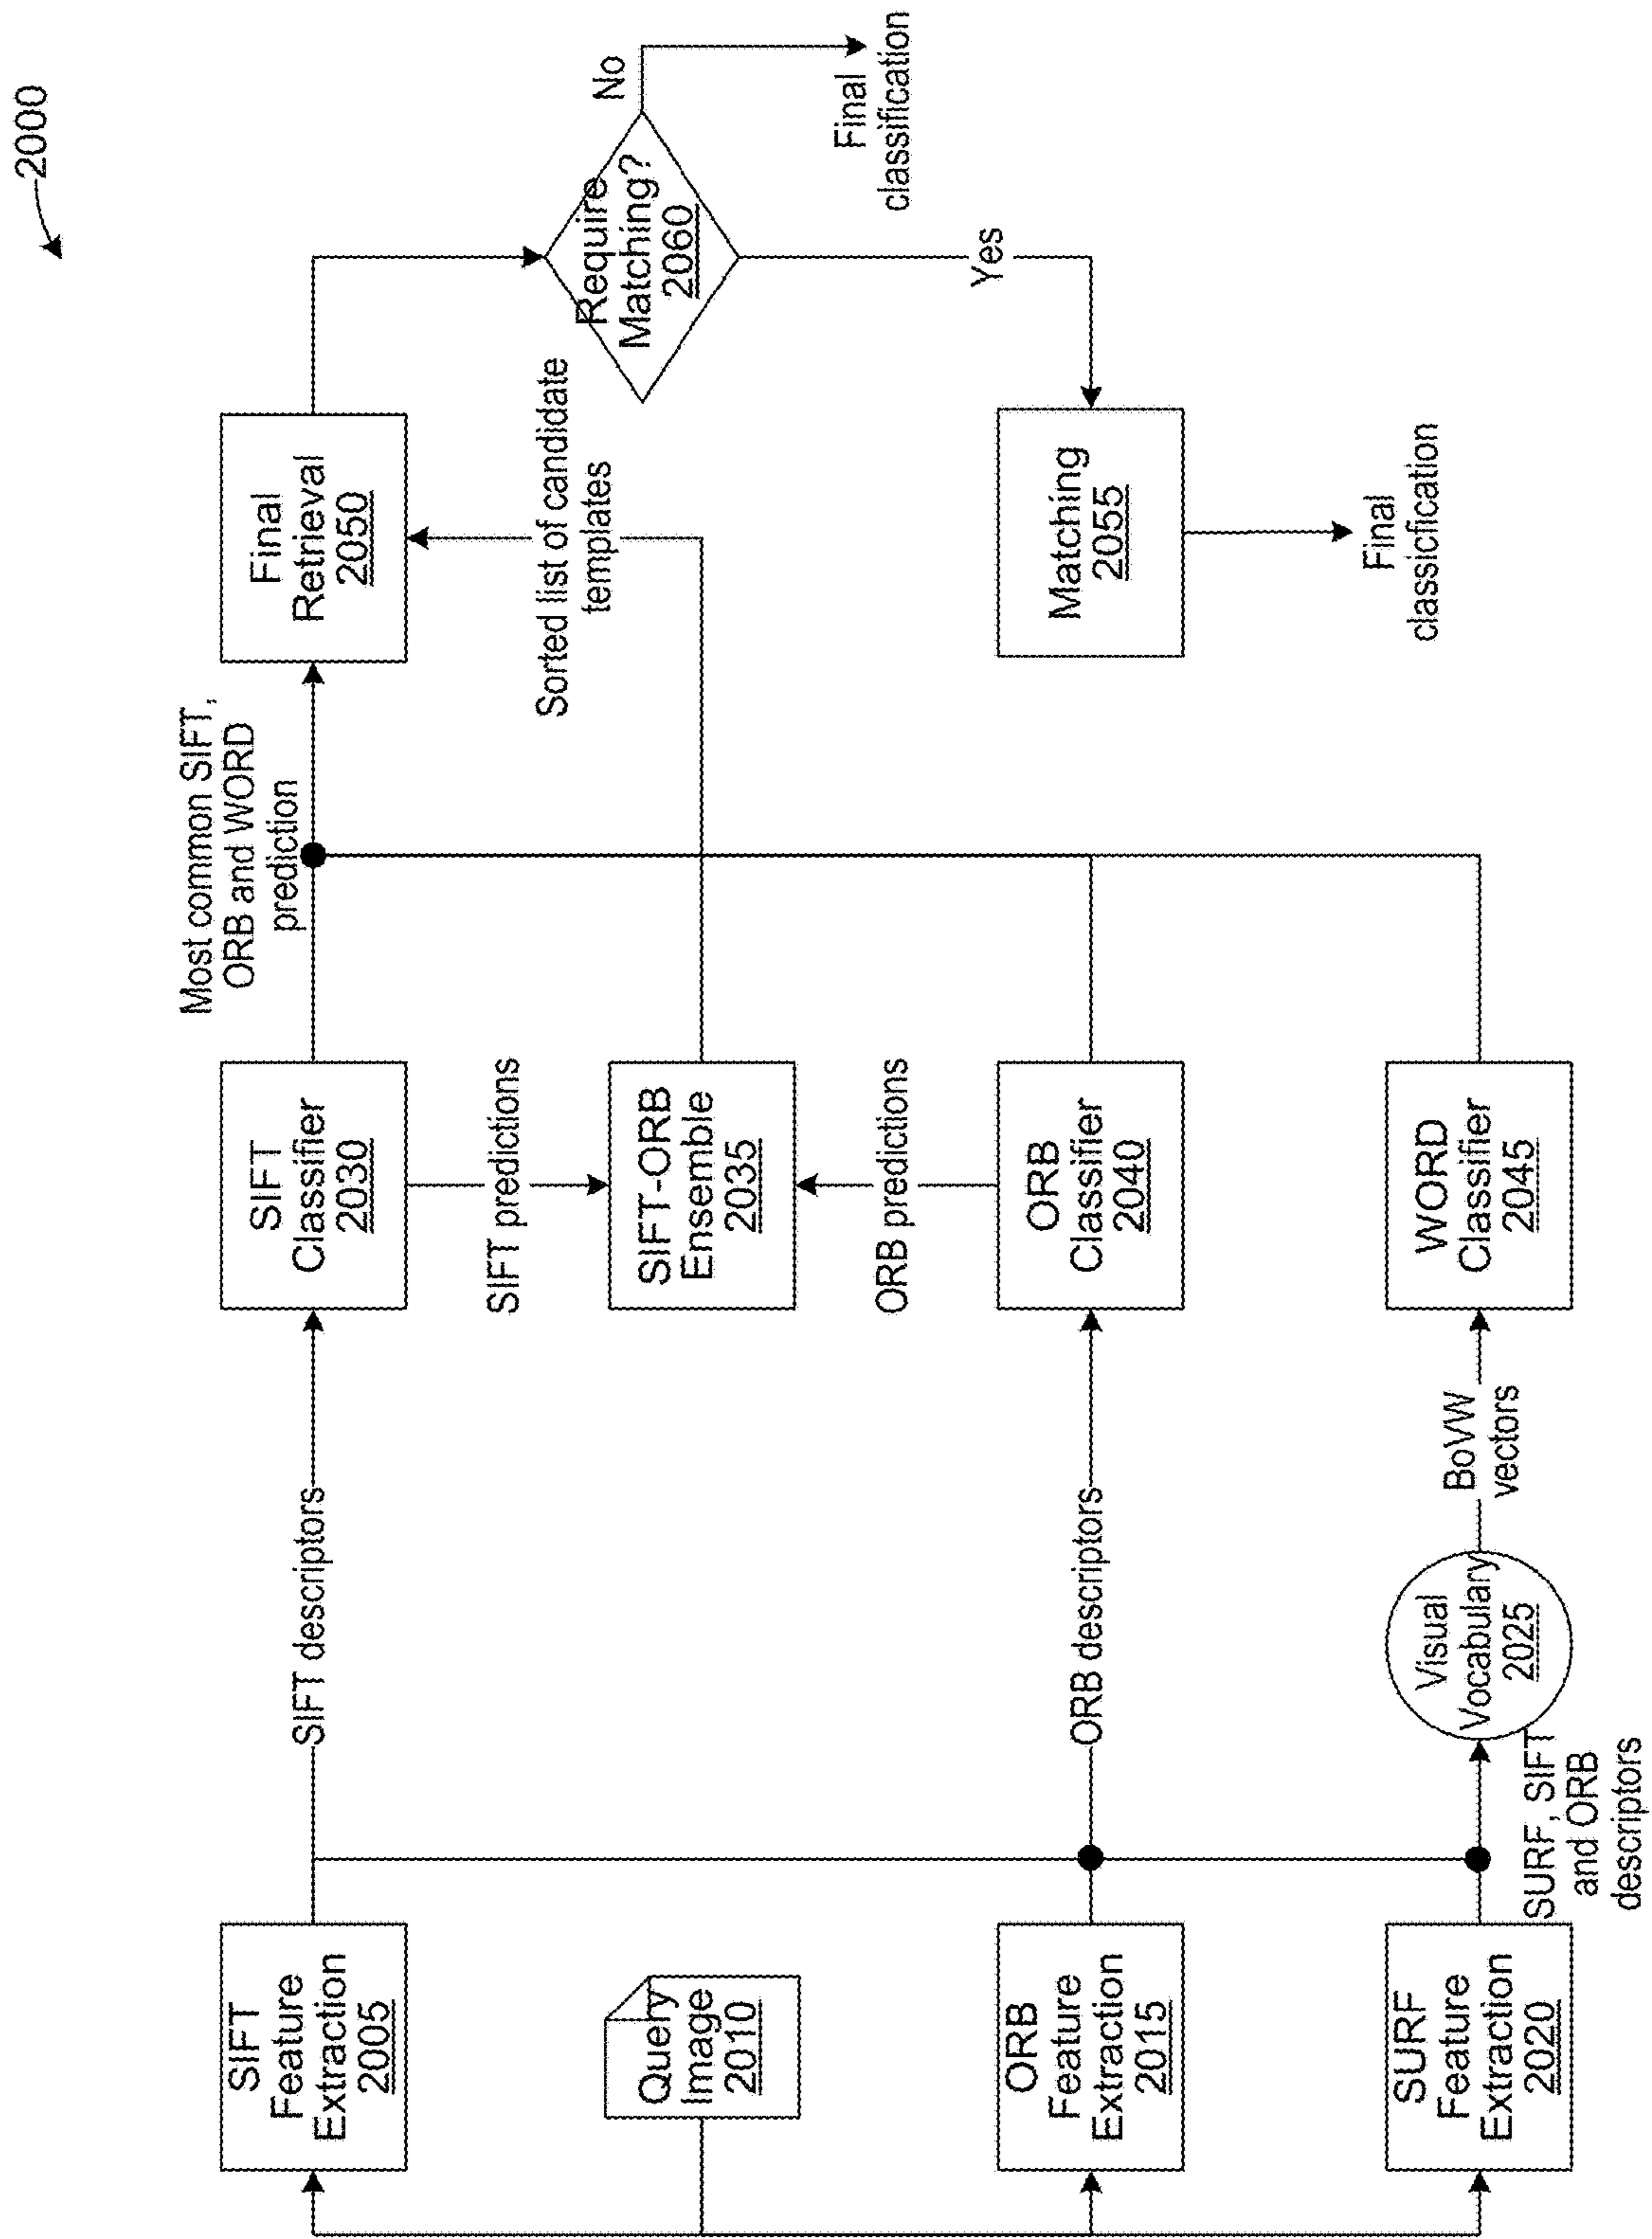 2000
SIFT
Feature
Extraction
2005
Query
Image
2010
ORB
Feature
Extraction
2015
SURF
Feature
Extraction
2020
SIFT descriptors
ORB descriptors
SURF, SIFT
and ORB
descriptors
Visual
Vocabulary
2025
BoVW
vectors
SIFT
Classifier
2030
SIFT predictions
SIFT-ORB
Ensemble
2035
ORB predictions
ORB
Classifier
2040
WORD
Classifier
2045
Most common SIFT,
ORB and WORD
prediction
Final
Retrieval
2050
Sorted list of candidate
templates
Matching
2055
Final
classicfication
Require
Matching?
2060
Yes
No
Final
classification